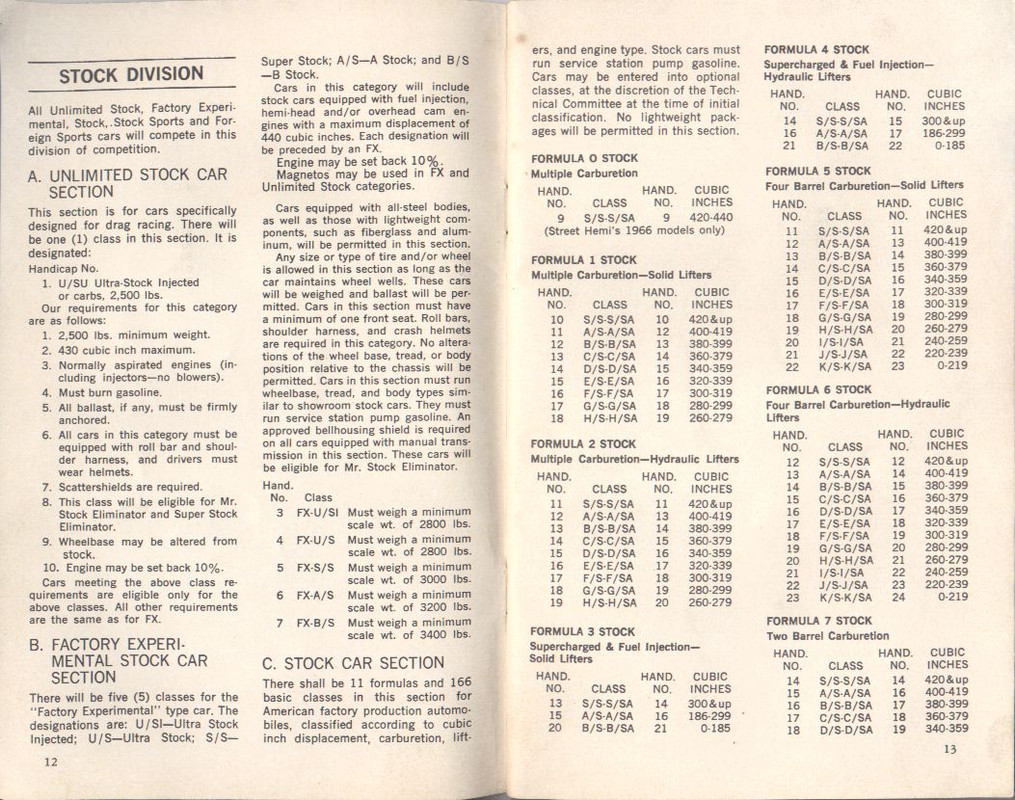 STOCK DIVISION
All Unlimited Stock, Factory Experi-
mental, Stock,.Stock Sports and For-
eign Sports cars will compete in this
division of competition.
A. UNLIMITED STOCK CAR
SECTION
This section is for cars specifically
designed for drag racing. There will
be one (1) class in this section. It is
designated:
Handicap No.
1. U/SU Ultra-Stock Injected
or carbs, 2,500 lbs.
Our requirements for this category
are as follows:
1. 2,500 lbs. minimum weight.
2. 430 cubic inch maximum.
3. Normally aspirated engines (in-
cluding injectors—no blowers).
4. Must burn gasoline.
5. All ballast, if any, must be firmly
anchored.
6. All cars in this category must be
equipped with roll bar and shoul-
der harness, and drivers must
wear helmets.
7. Scattershields are required.
8. This class will be eligible for Mr.
Stock Eliminator and Super Stock
Eliminator.
9. Wheelbase may be altered from
stock.
10. Engine may be set back 10%.
Cars meeting the above class re-
quirements are eligible only for the
above classes. All other requirements
are the same as for FX.
B. FACTORY EXPERI-
MENTAL STOCK CAR
SECTION
There will be five (5) classes for the
"Factory Experimental" type car. The
designations are: U/SI—Ultra Stock
Injected; U/S—Ultra Stock; S/S—
12
Super Stock; A/S—A Stock; and B/S
—B Stock.
Cars in this category will include
stock cars equipped with fuel injection,
hemi-head and/or overhead cam en-
gines with a maximum displacement of
440 cubic inches. Each designation will
be preceded by an FX.
Engine may be set back 10%.
Magnetos may be used in FX and
Unlimited Stock categories.
Cars equipped with all-steel bodies,
as well as those with lightweight com-
ponents, such as fiberglass and alum-
inum, will be permitted in this section.
Any size or type of tire and/or wheel
is allowed in this section as long as the
car maintains wheel wells. These cars
will be weighed and ballast will be per-
mitted. Cars in this section must have
a minimum of one front seat. Roll bars,
shoulder harness, and crash helmets
are required in this category. No altera-
tions of the wheel base, tread, or body
position relative to the chassis will be
permitted. Cars in this section must run
wheelbase, tread, and body types sim-
ilar to showroom stock cars. They must
run service station pump gasoline. An
approved bellhousing shield is required
on all cars equipped with manual trans-
mission in this section. These cars will
be eligible for Mr. Stock Eliminator.
Hand.
No. Class
3 FX-U/SI Must weigh a minimum
scale wt. of 2800 lbs.
4 FX-U/S Must weigh a minimum
scale wt. of 2800 lbs.
5 FX-S/S Must weigh a minimum
scale wt. of 3000 lbs.
6 FX-A/S Must weigh a minimum
scale wt. of 3200 lbs.
7 FX-B/S Must weigh a minimum
scale wt. of 3400 lbs.
C. STOCK CAR SECTION
There shall be 11 formulas and 166
basic classes in this section for
American factory production automo-
biles, classified according to cubic
inch displacement, carburetion, lift-
ers, and engine type. Stock cars must
run service station pump gasoline.
Cars may be entered into optional
classes, at the discretion of the Tech-
nical Committee at the time of initial
classification. No lightweight pack-
ages will be permitted in this section.
FORMULA O STOCK
Multiple Carburetion
HAND. HAND. CUBIC
NO. CLASS NO. INCHES
9 S/S-S/SA 9 420-440
(Street Hemi's 1966 models only)
FORMULA 1 STOCK
Multiple Carburetion—Solid Lifters
HAND. HAND. CUBIC
NO. CLASS NO. INCHES
10 S/S-S/SA 10 420&up
11 A/S-A/SA 12 400-419
12 B/S-B/SA 13 380-399
13 C/S-C/SA 14 360-379
14 D/S-D/SA 15 340-359
15 E/S-E/SA 16 320-339
16 F/S-F/SA 17 300-319
17 G/S-G/SA 18 280-299
18 H/S-H/SA 19 260-279
FORMULA 2 STOCK
Multiple Carburetion—Hydraulic Lifters
HAND. HAND. CUBIC
NO. CLASS NO. INCHES
11 S/S-S/SA 11 420&up
12 A/S-A/SA 13 400-419
13 B/S-B/SA 14 380-399
14 C/S-C/SA 15 360-379
15 D/S-D/SA 16 340-359
16 E/S-E/SA 17 320-339
17 F/S-F/SA 18 300-319
18 G/S-G/SA 19 280-299
19 H/S-H/SA 20 260-279
FORMULA 3 STOCK
Supercharged & Fuel Injection—
Solid Lifters
HAND. HAND. CUBIC
NO. CLASS NO. INCHES
13 S/S-S/SA 14 300&up
15 A/S-A/SA 16 186-299
20 B/S-B/SA 21 0-185
FORMULA 4 STOCK
Supercharged & Fuel Injection—
Hydraulic Lifters
HAND. HAND. CUBIC
NO. CLASS NO. INCHES
14 S/S-S/SA 15 300&up
16 A/S-A/SA 17 186-299
21 B/S-B/SA 22 0-185
FORMULA 5 STOCK
Four Barrel Carburetion—Solid Lifters
HAND. HAND. CUBIC
NO. CLASS NO. INCHES
11 S/S-S/SA 11 420&up
12 A/S-A/SA 13 400-419
13 B/S-B/SA 14 380-399
14 C/S-C/SA 15 360-379
15 D/S-D/SA 16 340-359
16 E/S-E/SA 17 320-339
17 F/S-F/SA 18 300-319
18 G/S-G/SA 19 280-299
19 H/S-H/SA 20 260-279
20 I/S-I/SA 21 240-259
21 J/S-J/SA 22 220-239
22 K/S-K/SA 23 0-219
FORMULA 6 STOCK
Four Barrel Carburetion—Hydraulic
Lifters
HAND. HAND. CUBIC
NO. CLASS NO. INCHES
12 S/S-S/SA 12 420&up
13 A/S-A/SA 14 400-419
14 B/S-B/SA 15 380-399
15 C/S-C/SA 16 360-379
16 D/S-D/SA 17 340-359
17 E/S-E/SA 18 320-339
18 F/S-F/SA 19 300-319
19 G/S-G/SA 20 280-299
20 H/S-H/SA 21 260-279
21 I/S-I/SA 22 240-259
22 J/S-J/SA 23 220-239
23 K/S-K/SA 24 0-219
FORMULA 7 STOCK
Two Barrel Carburetion
HAND. HAND. CUBIC
NO. CLASS NO. INCHES
14 S/S-S/SA 14 420&up
15 A/S-A/SA 16 400-419
16 B/S-B/SA 17 380-399
17 C/S-C/SA 18 360-379
18 D/S-D/SA 19 340-359
13